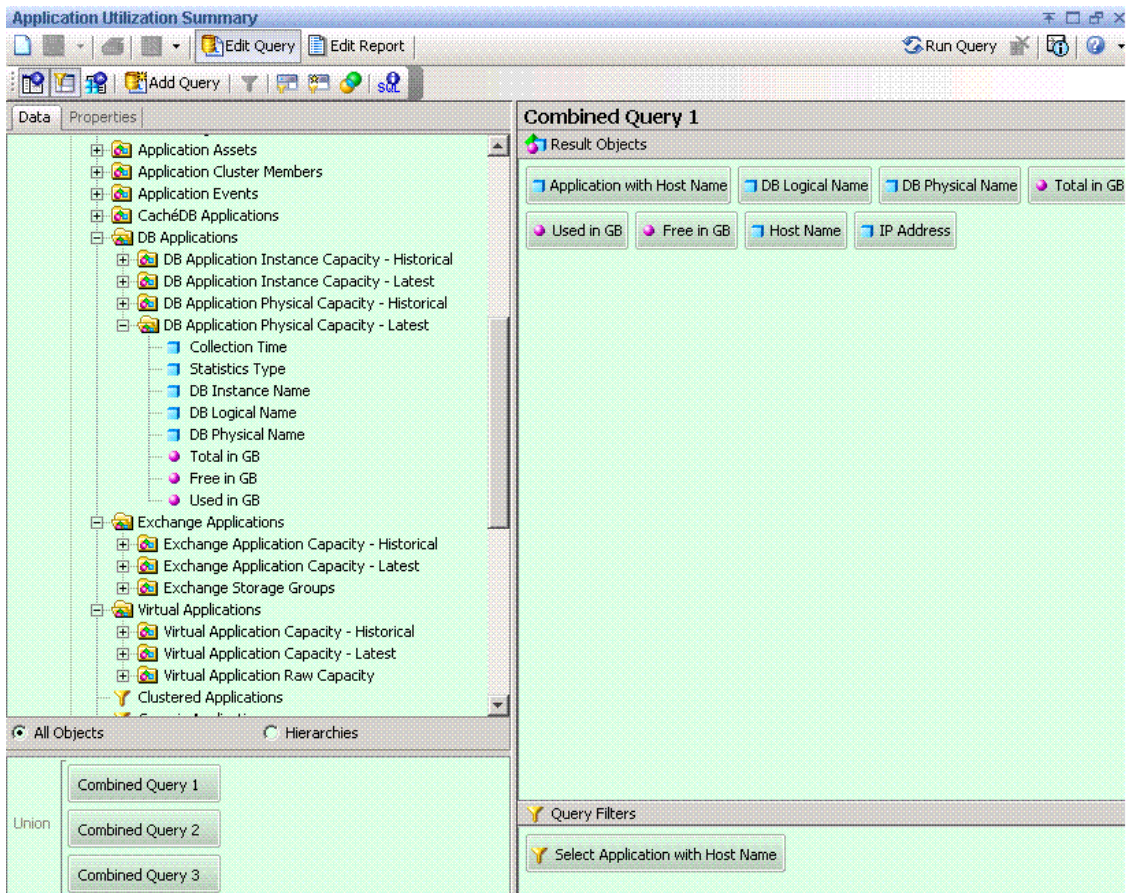 Application Utilization Summary
Edit Query Edit Report Run Query
Add Query SQL
Data Properties
Application Assets
Application Cluster Members
Application Events
CachéDB Applications
DB Applications
DB Application Instance Capacity - Historical
DB Application Instance Capacity - Latest
DB Application Physical Capacity - Historical
DB Application Physical Capacity - Latest
Collection Time
Statistics Type
DB Instance Name
DB Logical Name
DB Physical Name
Total in GB
Free in GB
Used in GB
Exchange Applications
Exchange Application Capacity - Historical
Exchange Application Capacity - Latest
Exchange Storage Groups
Virtual Applications
Virtual Application Capacity - Historical
Virtual Application Capacity - Latest
Virtual Application Raw Capacity
Clustered Applications
All Objects Hierarchies
Union
Combined Query 1
Combined Query 2
Combined Query 3
Combined Query 1
Result Objects
Application with Host Name DB Logical Name DB Physical Name Total in GB
Used in GB Free in GB Host Name IP Address
Query Filters
Select Application with Host Name